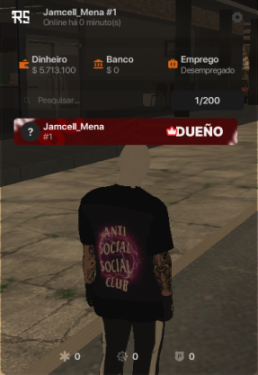 RS
Jamcell_Mena #1
Online há 0 minuto(s)
Dinheiro
$ 5.713.100
Banco
$ 0
Emprego
Desempregado
Pesquisar...
1/200
?
Jamcell_Mena
#1
DUEÑO
ANTI
SOCIAL
SOCIAL
CLUB
0
0
0